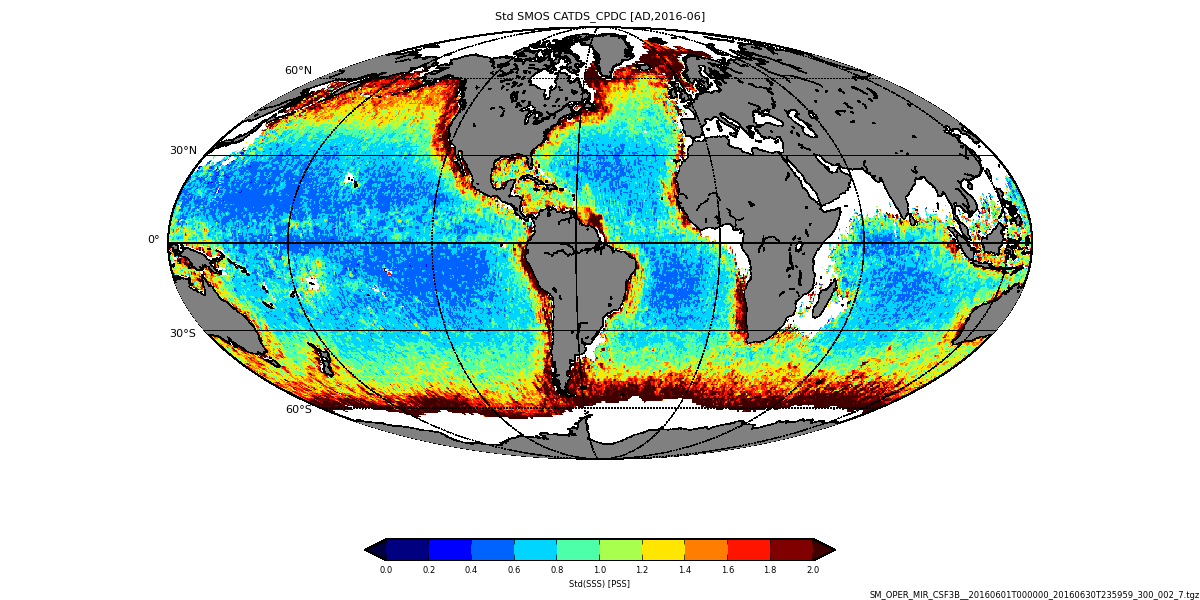 Std SMOS CATDS_CPDC [AD,2016-06]
60°N
30°N
0°
30°S
60°S
0.0 0.2 0.4 0.6 0.8 1.0 1.2 1.4 1.6 1.8 2.0
Std(SSS) [PSS]
SM_OPER_MIR_CSF3B__20160601T000000_20160630T235959_300_002_7.tgz